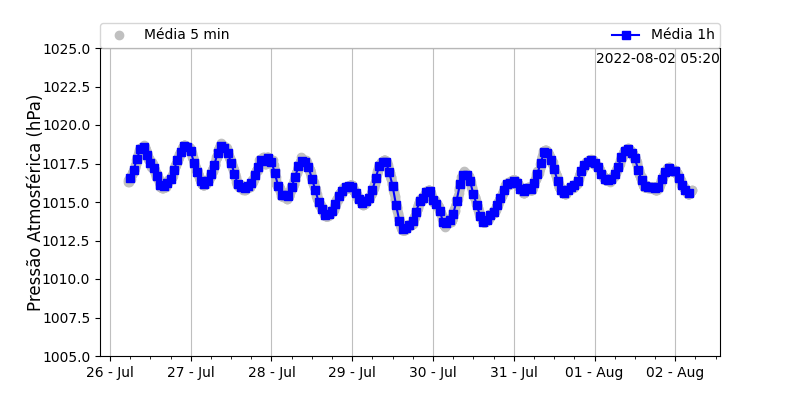 Média 5 min
Média 1h
2022-08-02 05:20
Pressão Atmosférica (hPa)
1025.0
1022.5
1020.0
1017.5
1015.0
1012.5
1010.0
1007.5
1005.0
26 - Jul
27 - Jul
28 - Jul
29 - Jul
30 - Jul
31 - Jul
01 - Aug
02 - Aug